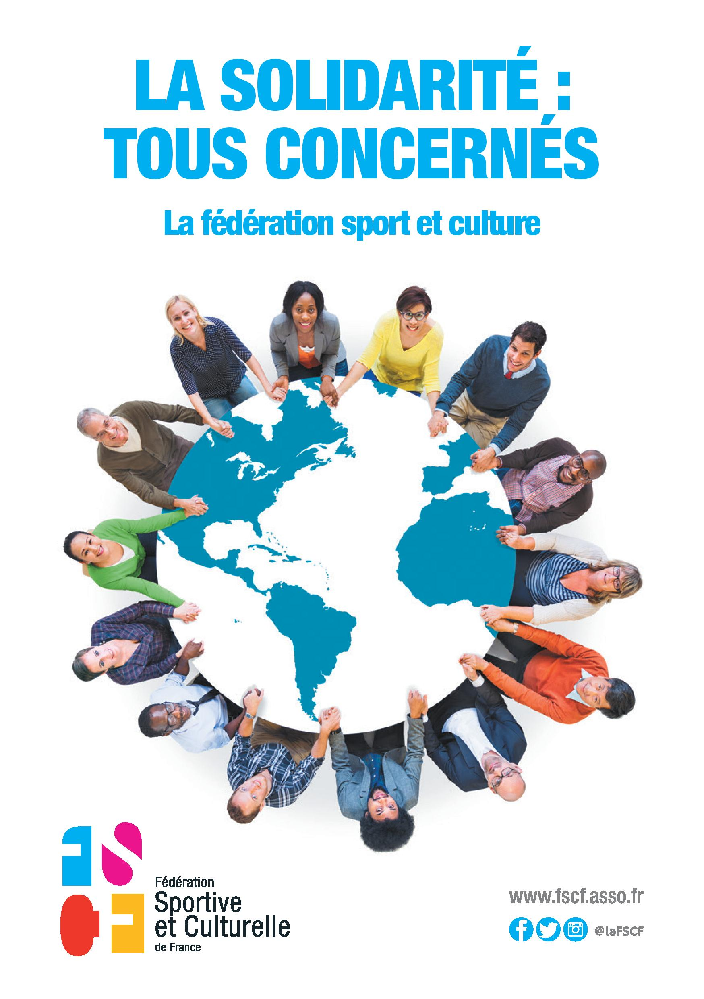 LA SOLIDARITÉ :
TOUS CONCERNÉS
La fédération sport et culture
FSCF
Fédération
Sportive
et Culturelle
de France
www.fscf.asso.fr
@laFSCF